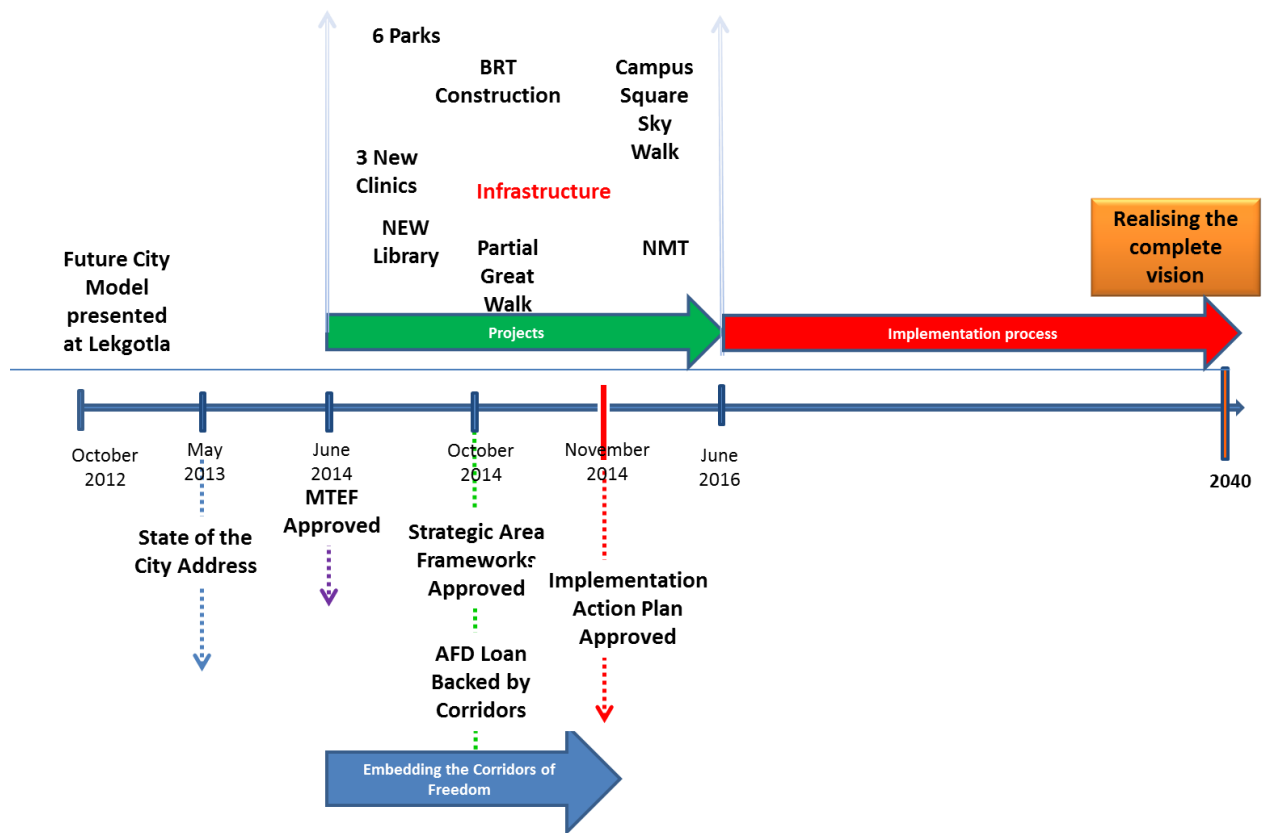 6 Parks
BRT
Construction
Campus
Square
Sky
Walk
3 New
Clinics
Infrastructure
NEW
Library
Partial
Great
Walk
NMT
Realising the
complete
vision
Future City
Model
presented
at Lekgotla
Projects
Implementation process
October
2012
May
2013
June
2014
October
2014
November
2014
June
2016
2040
MTEF
Approved
State of the
City Address
Strategic Area
Frameworks
Approved
Implementation
Action Plan
Approved
AFD Loan
Backed by
Corridors
Embedding the Corridors of
Freedom